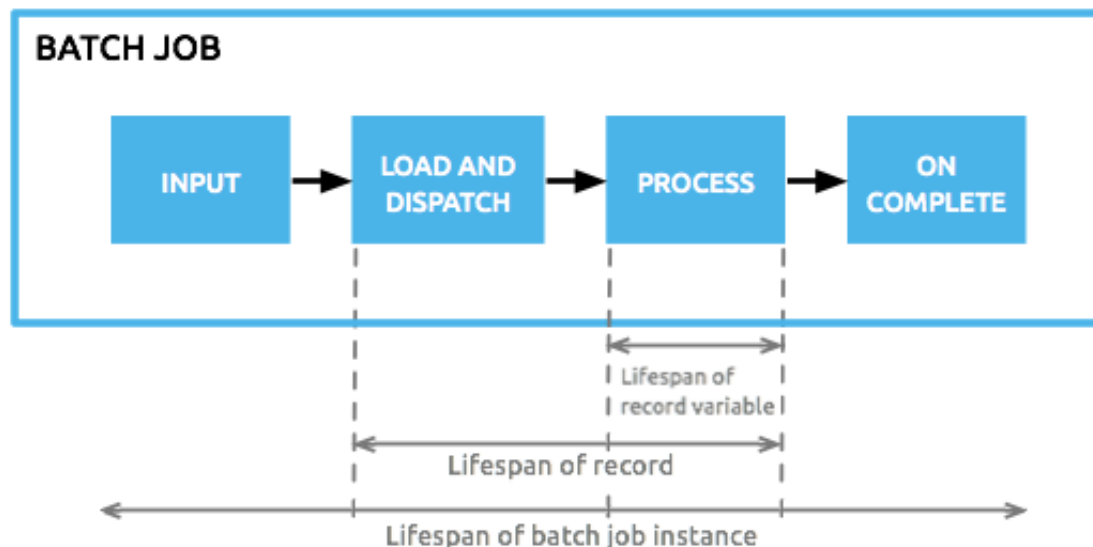 BATCH JOB
INPUT
LOAD AND
DISPATCH
PROCESS
ON
COMPLETE
Lifespan of
record variable
Lifespan of record
Lifespan of batch job instance